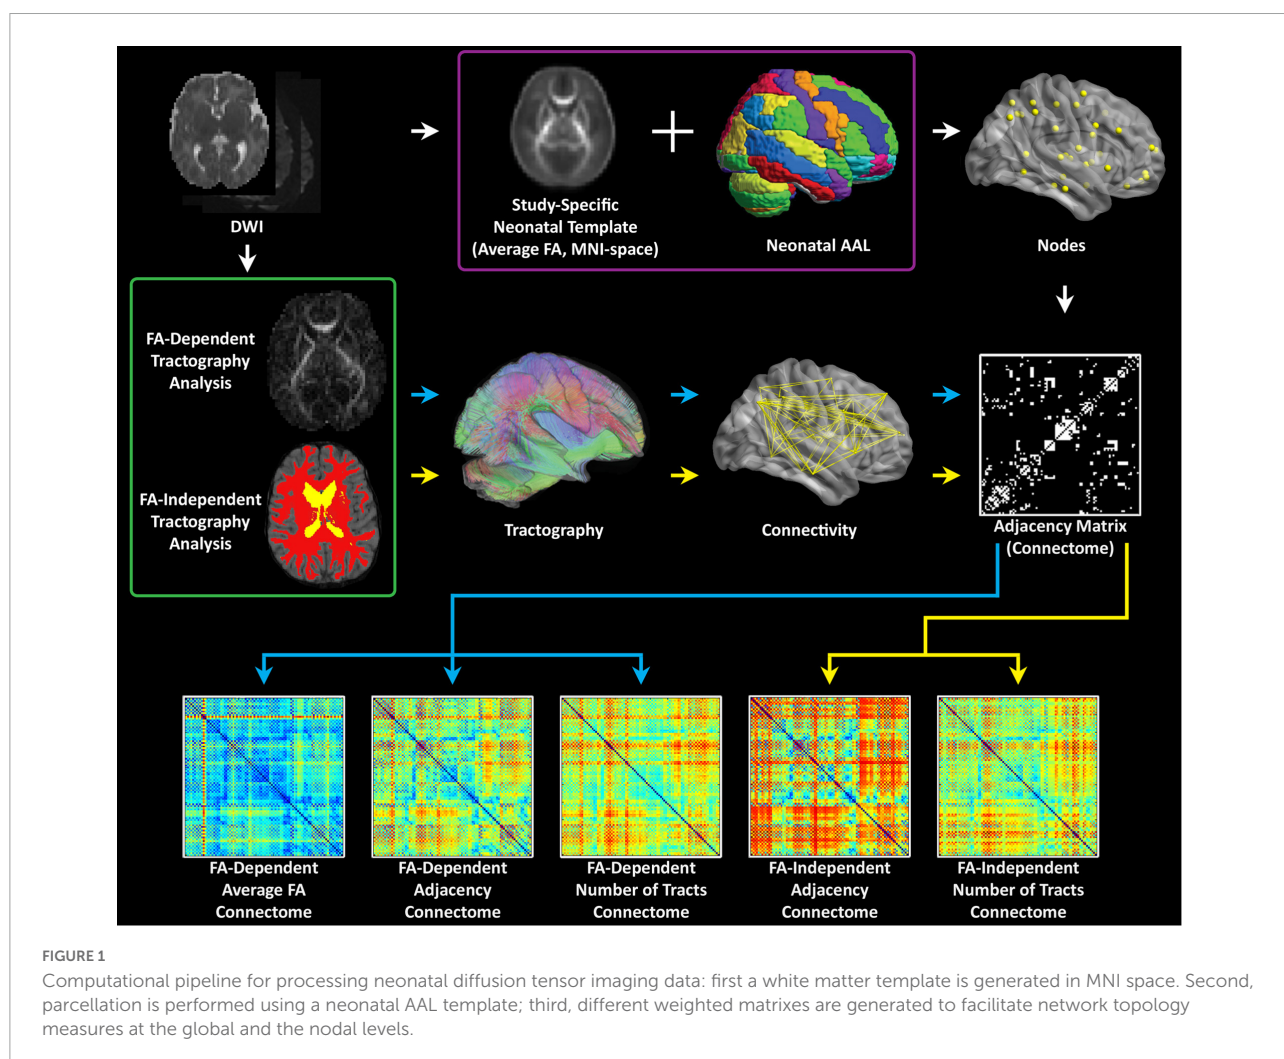 DWI
Study-Specific
Neonatal Template
(Average FA, MNI-space)
Neonatal AAL
Nodes
FA-Dependent
Tractography
Analysis
FA-Independent
Tractography
Analysis
Tractography
Connectivity
Adjacency Matrix
(Connectome)
FA-Dependent
Average FA
Connectome
FA-Dependent
Adjacency
Connectome
FA-Dependent
Number of Tracts
Connectome
FA-Independent
Adjacency
Connectome
FA-Independent
Number of Tracts
Connectome
FIGURE 1
Computational pipeline for processing neonatal diffusion tensor imaging data: first a white matter template is generated in MNI space. Second,
parcellation is performed using a neonatal AAL template; third, different weighted matrixes are generated to facilitate network topology
measures at the global and the nodal levels.